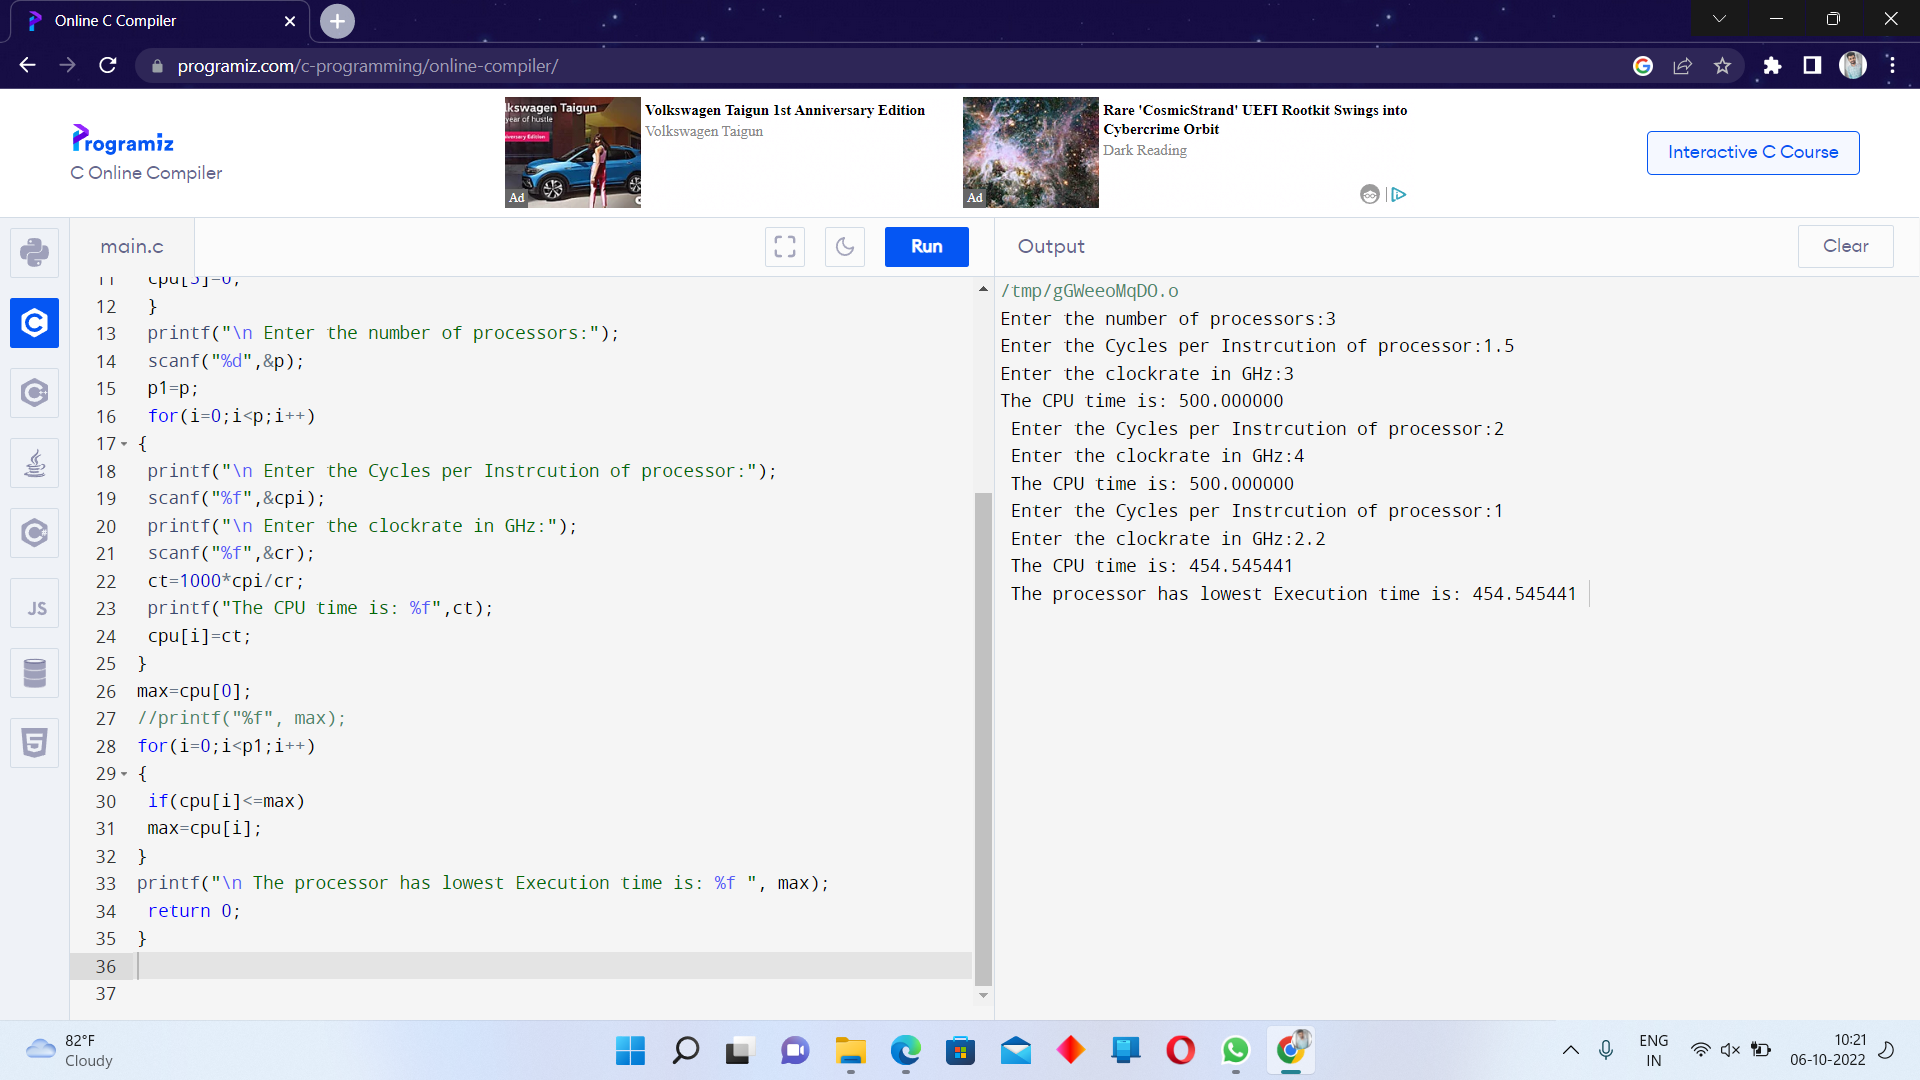 Online C Compiler
programiz.com/c-programming/online-compiler/
Programiz
C Online Compiler
lkswagen Taigun
year of hustle
Ad
Volkswagen Taigun 1st Anniversary Edition
Volkswagen Taigun
Ad
Rare 'CosmicStrand' UEFI Rootkit Swings into
Cybercrime Orbit
Dark Reading
Interactive C Course
main.c
Run
Output
Clear
JS
11 cpu[5]=0;
12 }
13 printf("\n Enter the number of processors:");
14 scanf("%d",&p);
15 p1=p;
16 for(i=0;i<p;i++)
17 {
18 printf("\n Enter the Cycles per Instrcution of processor:");
19 scanf("%f",&cpi);
20 printf("\n Enter the clockrate in GHz:");
21 scanf("%f",&cr);
22 ct=1000*cpi/cr;
23 printf("The CPU time is: %f",ct);
24 cpu[i]=ct;
25 }
26 max=cpu[0];
27 //printf("%f", max);
28 for(i=0;i<p1;i++)
29 {
30 if(cpu[i]<=max)
31 max=cpu[i];
32 }
33 printf("\n The processor has lowest Execution time is: %f ", max);
34 return 0;
35 }
36
37
/tmp/gGWeeoMqDO.o
Enter the number of processors:3
Enter the Cycles per Instrcution of processor:1.5
Enter the clockrate in GHz:3
The CPU time is: 500.000000
Enter the Cycles per Instrcution of processor:2
Enter the clockrate in GHz:4
The CPU time is: 500.000000
Enter the Cycles per Instrcution of processor:1
Enter the clockrate in GHz:2.2
The CPU time is: 454.545441
The processor has lowest Execution time is: 454.545441
82°F
Cloudy
ENG
IN
10:21
06-10-2022